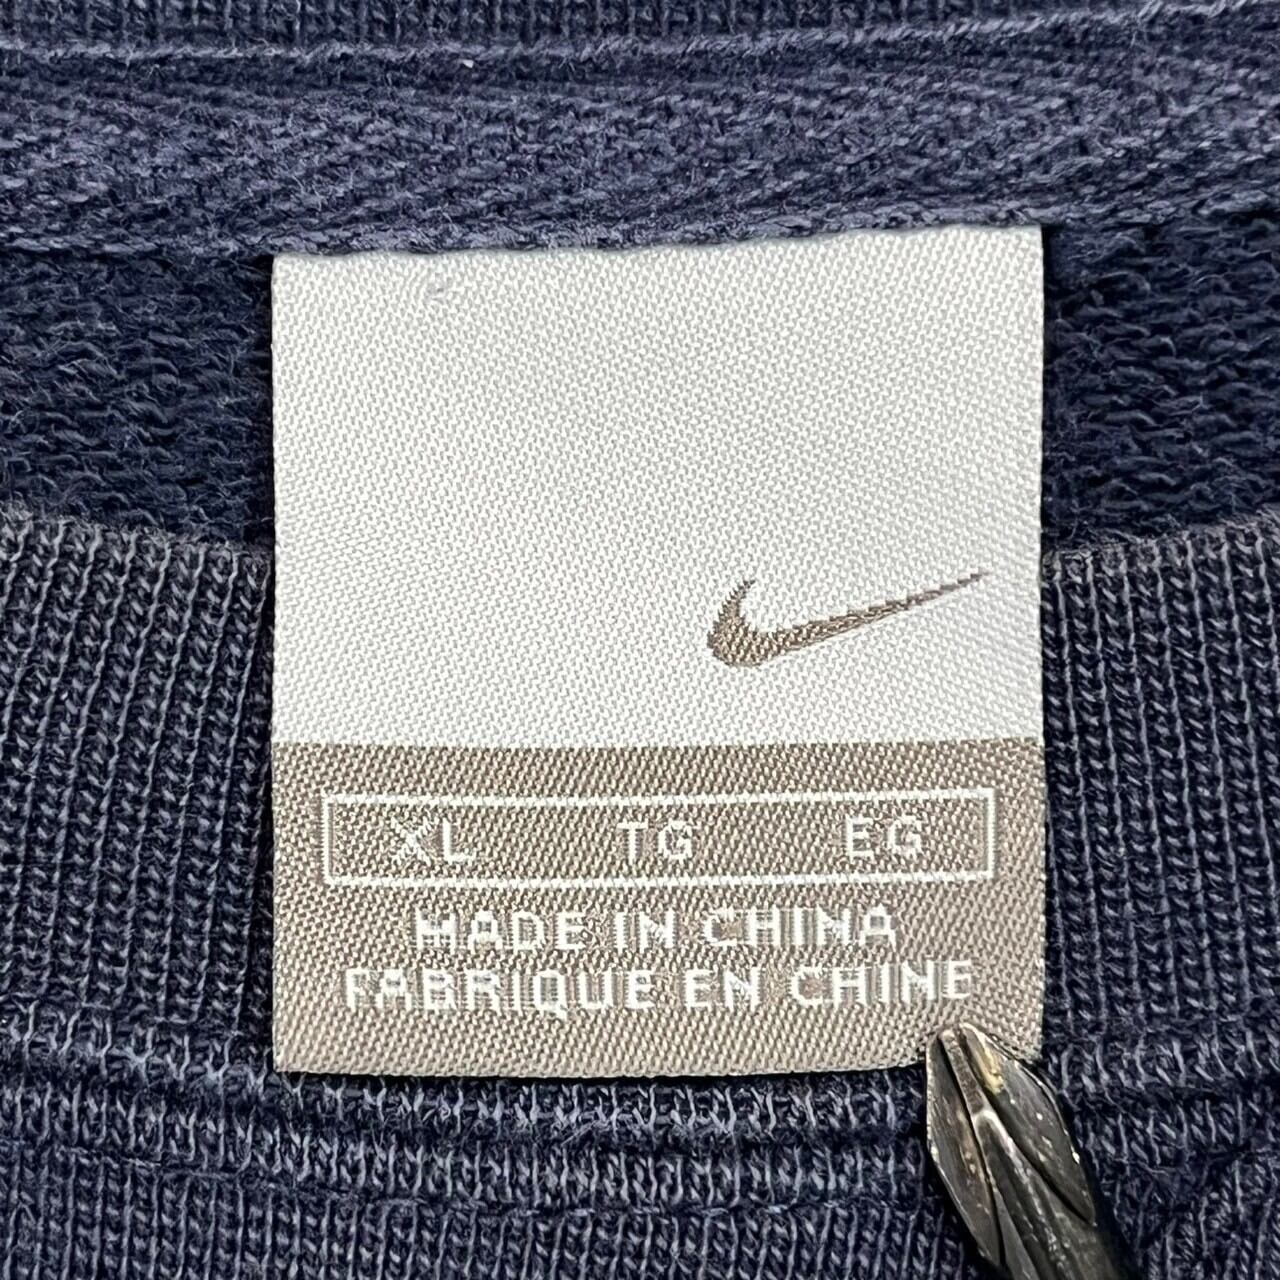 XL TG EG
MADE IN CHINA
FABRIQUE EN CHINE